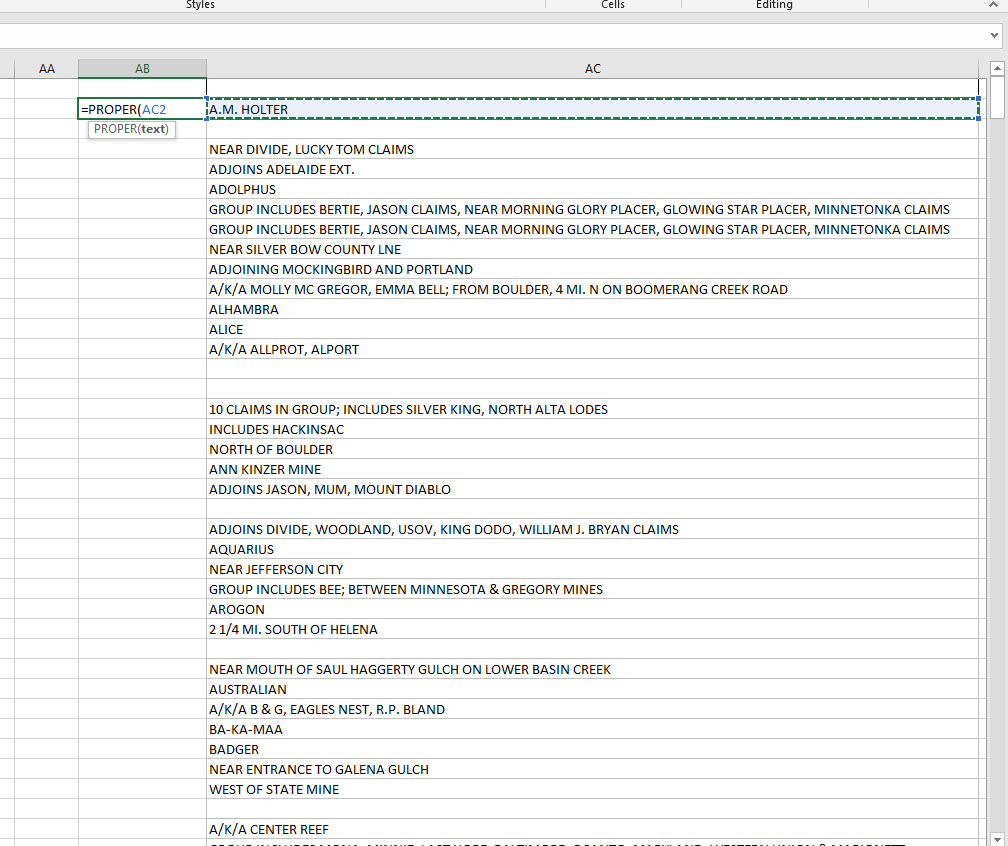 Styles Cells Editing
AA AB AC
=PROPER(AC2 A.M. HOLTER
PROPER(text)
NEAR DIVIDE, LUCKY TOM CLAIMS
ADJOINS ADELAIDE EXT.
ADOLPHUS
GROUP INCLUDES BERTIE, JASON CLAIMS, NEAR MORNING GLORY PLACER, GLOWING STAR PLACER, MINNETONKA CLAIMS
GROUP INCLUDES BERTIE, JASON CLAIMS, NEAR MORNING GLORY PLACER, GLOWING STAR PLACER, MINNETONKA CLAIMS
NEAR SILVER BOW COUNTY LNE
ADJOINING MOCKINGBIRD AND PORTLAND
A/K/A MOLLY MC GREGOR, EMMA BELL; FROM BOULDER, 4 MI. N ON BOOMERANG CREEK ROAD
ALHAMBRA
ALICE
A/K/A ALLPROT, ALPORT
10 CLAIMS IN GROUP; INCLUDES SILVER KING, NORTH ALTA LODES
INCLUDES HACKINSAC
NORTH OF BOULDER
ANN KINZER MINE
ADJOINS JASON, MUM, MOUNT DIABLO
ADJOINS DIVIDE, WOODLAND, USOV, KING DODO, WILLIAM J. BRYAN CLAIMS
AQUARIUS
NEAR JEFFERSON CITY
GROUP INCLUDES BEE; BETWEEN MINNESOTA & GREGORY MINES
AROGON
2 1/4 MI. SOUTH OF HELENA
NEAR MOUTH OF SAUL HAGGERTY GULCH ON LOWER BASIN CREEK
AUSTRALIAN
A/K/A B & G, EAGLES NEST, R.P. BLAND
BA-KA-MAA
BADGER
NEAR ENTRANCE TO GALENA GULCH
WEST OF STATE MINE
A/K/A CENTER REEF